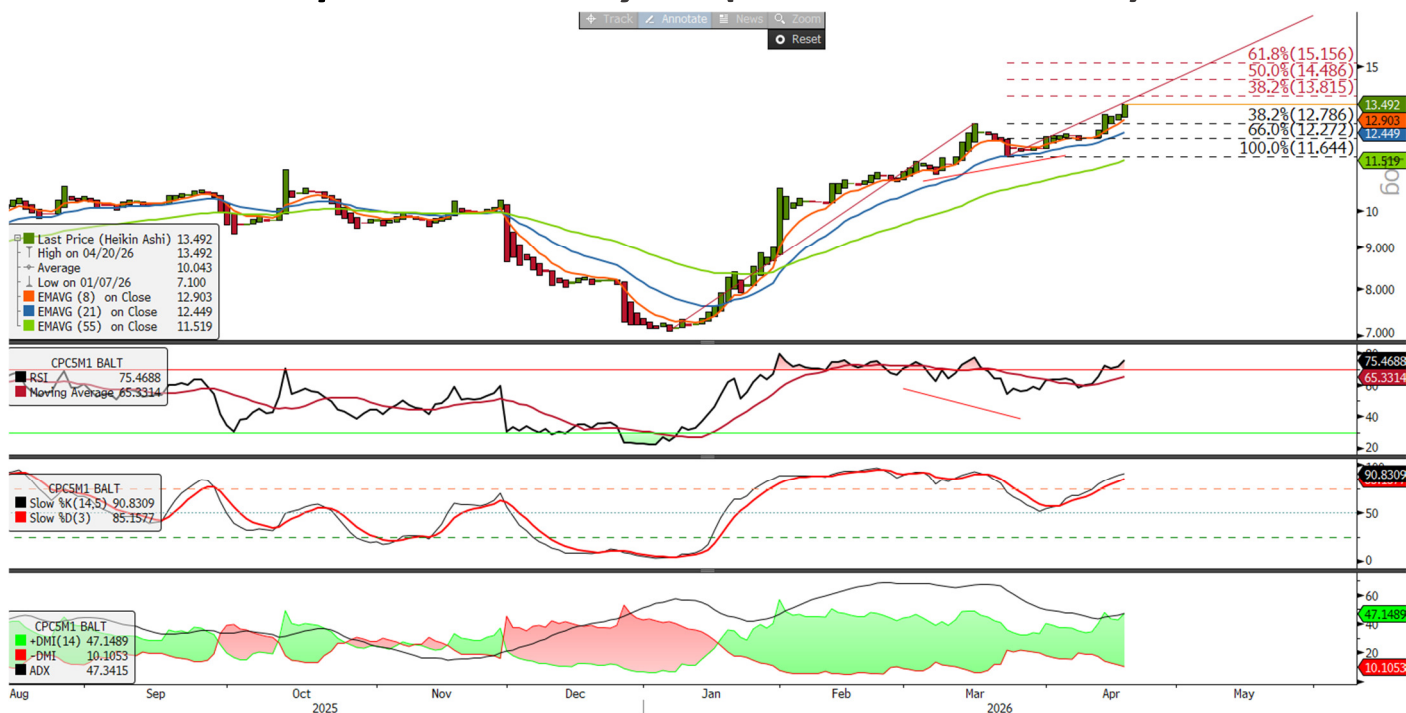 Track Annotate News Zoom
Reset
61.8%(15.156)
50.0%(14.486)
38.2%(13.815)
38.2%(12.786)
66.0%(12.272)
100.0%(11.644)
15
13.492
12.903
12.449
11.519
10
9.000
8.000
7.000
Log
Last Price (Heikin Ashi) 13.492
High on 04/20/26 13.492
Average 10.043
Low on 01/07/26 7.100
EMAVG (8) on Close 12.903
EMAVG (21) on Close 12.449
EMAVG (55) on Close 11.519
CPC5M1 BALT
RSI 75.4688
Moving Average 65.3314
75.4688
65.3314
40
20
CPC5M1 BALT
Slow %K(14,5) 90.8309
Slow %D(3) 85.1577
90.8309
50
0
CPC5M1 BALT
+DMI(14) 47.1489
-DMI 10.1053
ADX 47.3415
60
47.1489
40
20
10.1053
Aug Sep Oct Nov Dec Jan Feb Mar Apr May
2025 2026